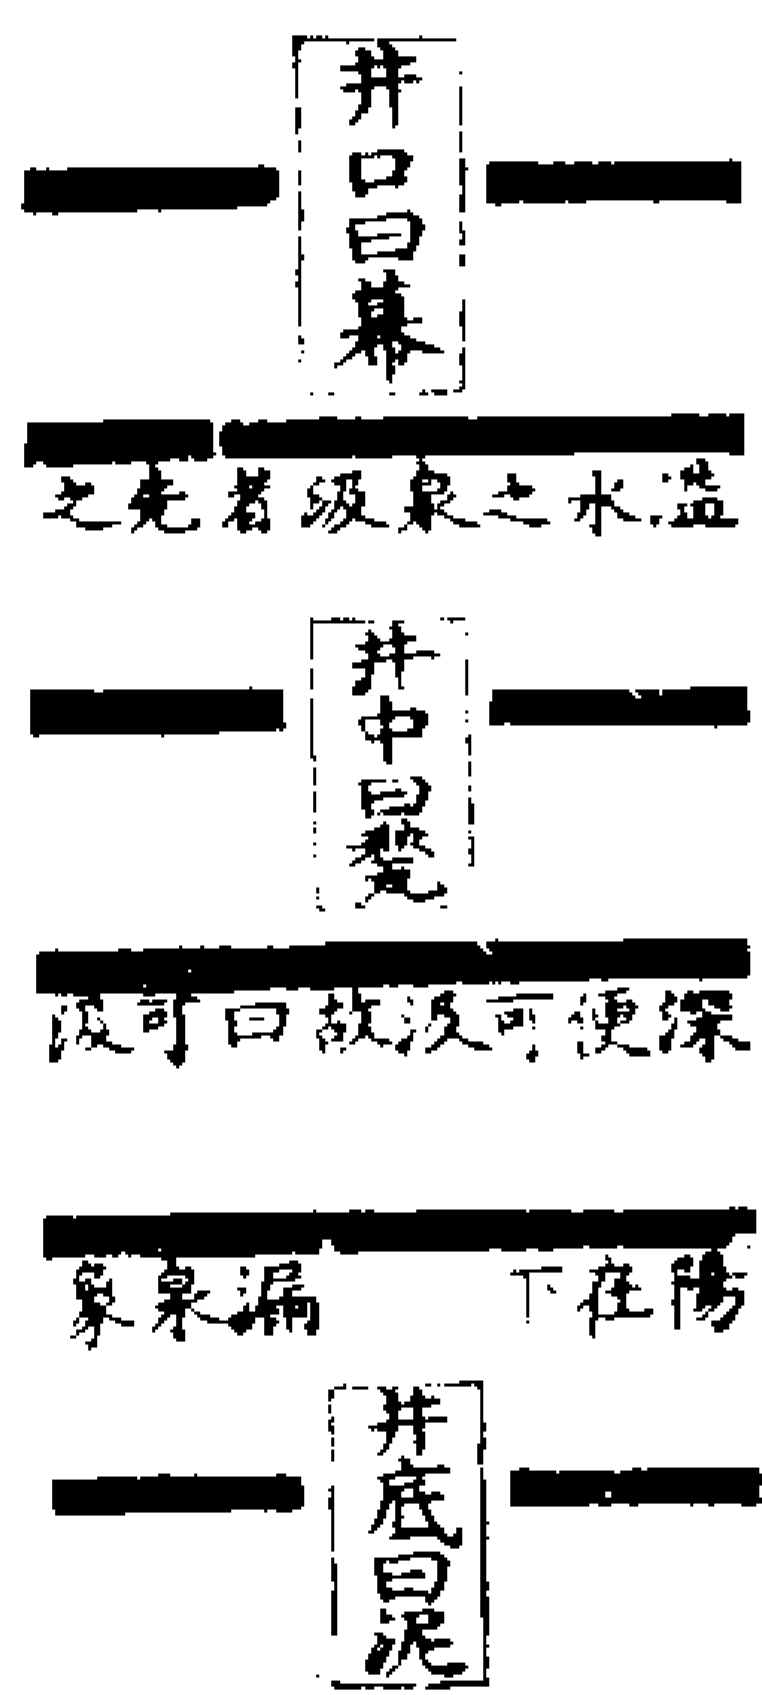 井口曰幕
溢水之泉汲者先之
井中曰甃
深便可汲故曰可汲
陽在下 漏泉象
井底曰泥